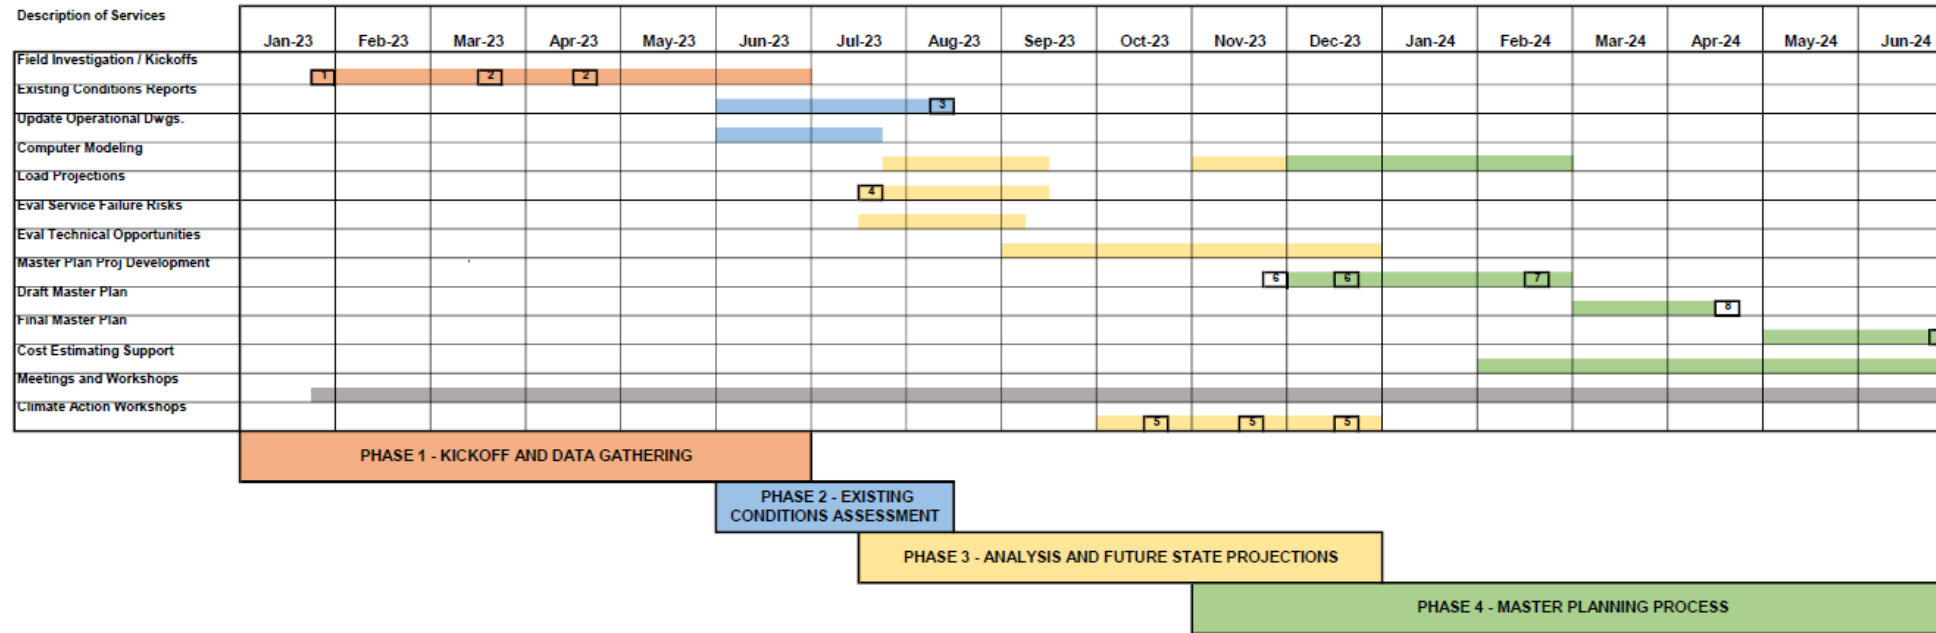 Description of Services
Jan-23 Feb-23 Mar-23 Apr-23 May-23 Jun-23 Jul-23 Aug-23 Sep-23 Oct-23 Nov-23 Dec-23 Jan-24 Feb-24 Mar-24 Apr-24 May-24 Jun-24
Field Investigation / Kickoffs
1 2 2
Existing Conditions Reports
3
Update Operational Dwgs.
Computer Modeling
Load Projections
4
Eval Service Failure Risks
Eval Technical Opportunities
Master Plan Proj Development
6 6 7
Draft Master Plan
8
Final Master Plan
Cost Estimating Support
Meetings and Workshops
Climate Action Workshops
5 5 5
PHASE 1 - KICKOFF AND DATA GATHERING
PHASE 2 - EXISTING
CONDITIONS ASSESSMENT
PHASE 3 - ANALYSIS AND FUTURE STATE PROJECTIONS
PHASE 4 - MASTER PLANNING PROCESS